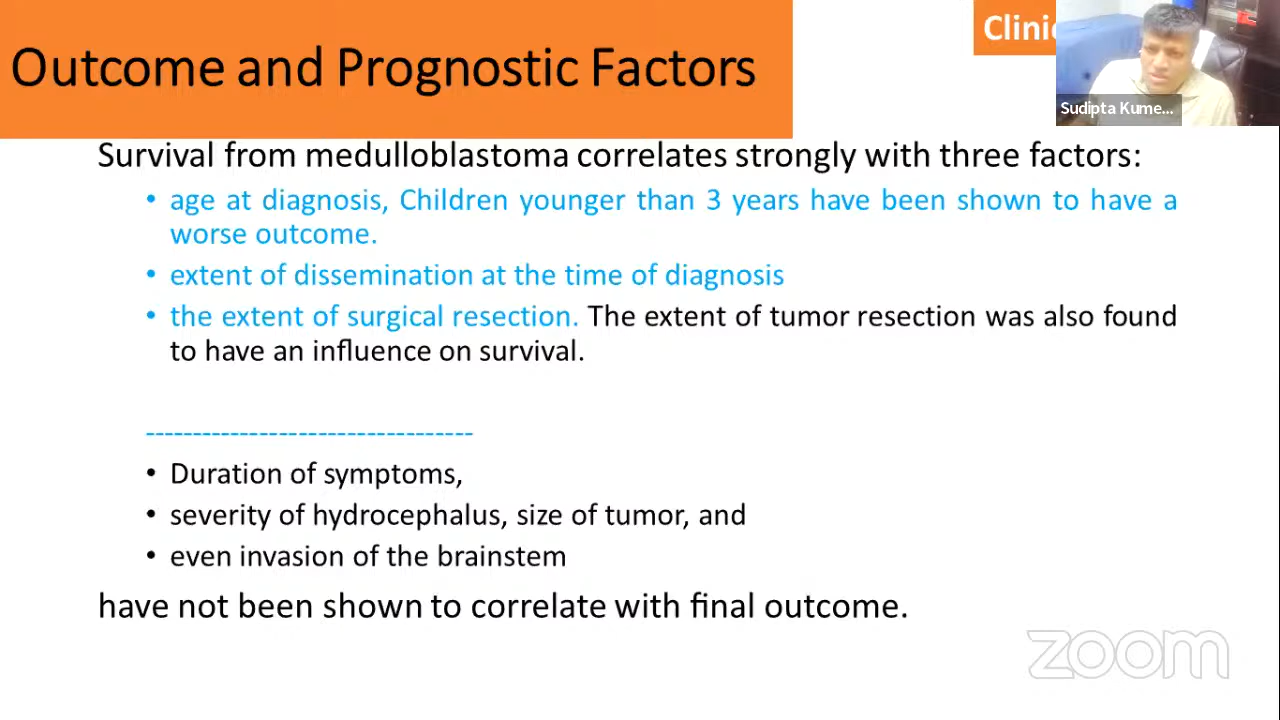 Outcome and Prognostic Factors
Clinic
Sudipta Kume...
Survival from medulloblastoma correlates strongly with three factors:
• age at diagnosis, Children younger than 3 years have been shown to have a
worse outcome.
• extent of dissemination at the time of diagnosis
• the extent of surgical resection. The extent of tumor resection was also found
to have an influence on survival.
----------------------------------
• Duration of symptoms,
• severity of hydrocephalus, size of tumor, and
• even invasion of the brainstem
have not been shown to correlate with final outcome.
zoom